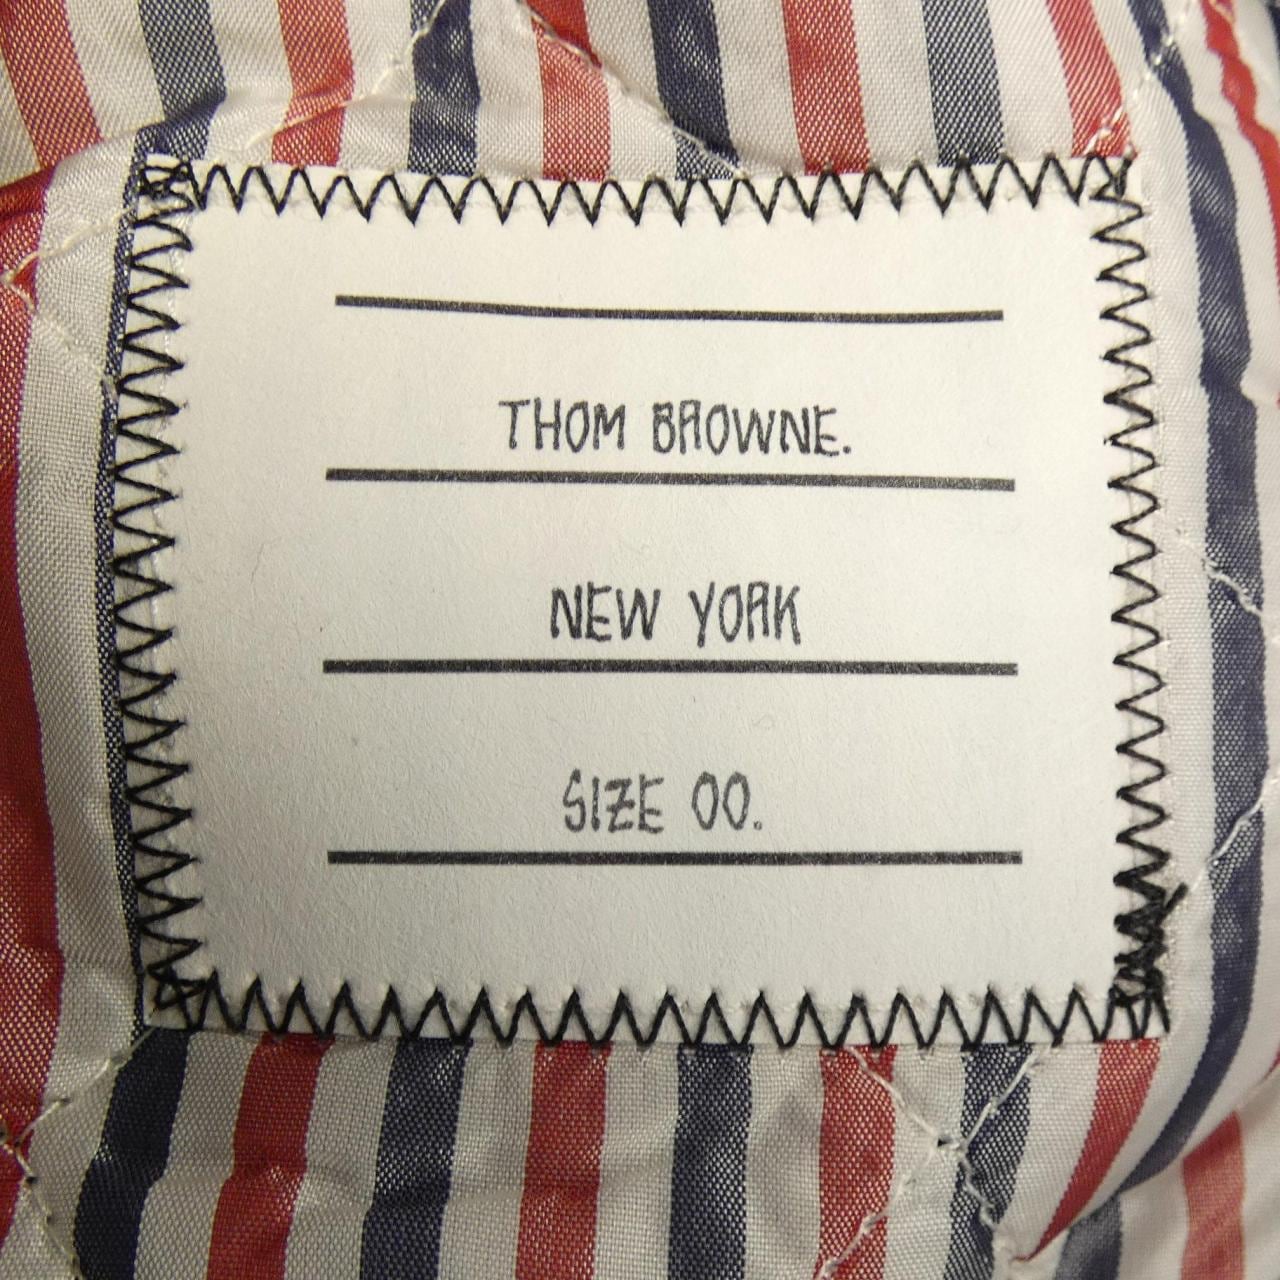 THOM BROWNE.
NEW YORK
SIZE 00.